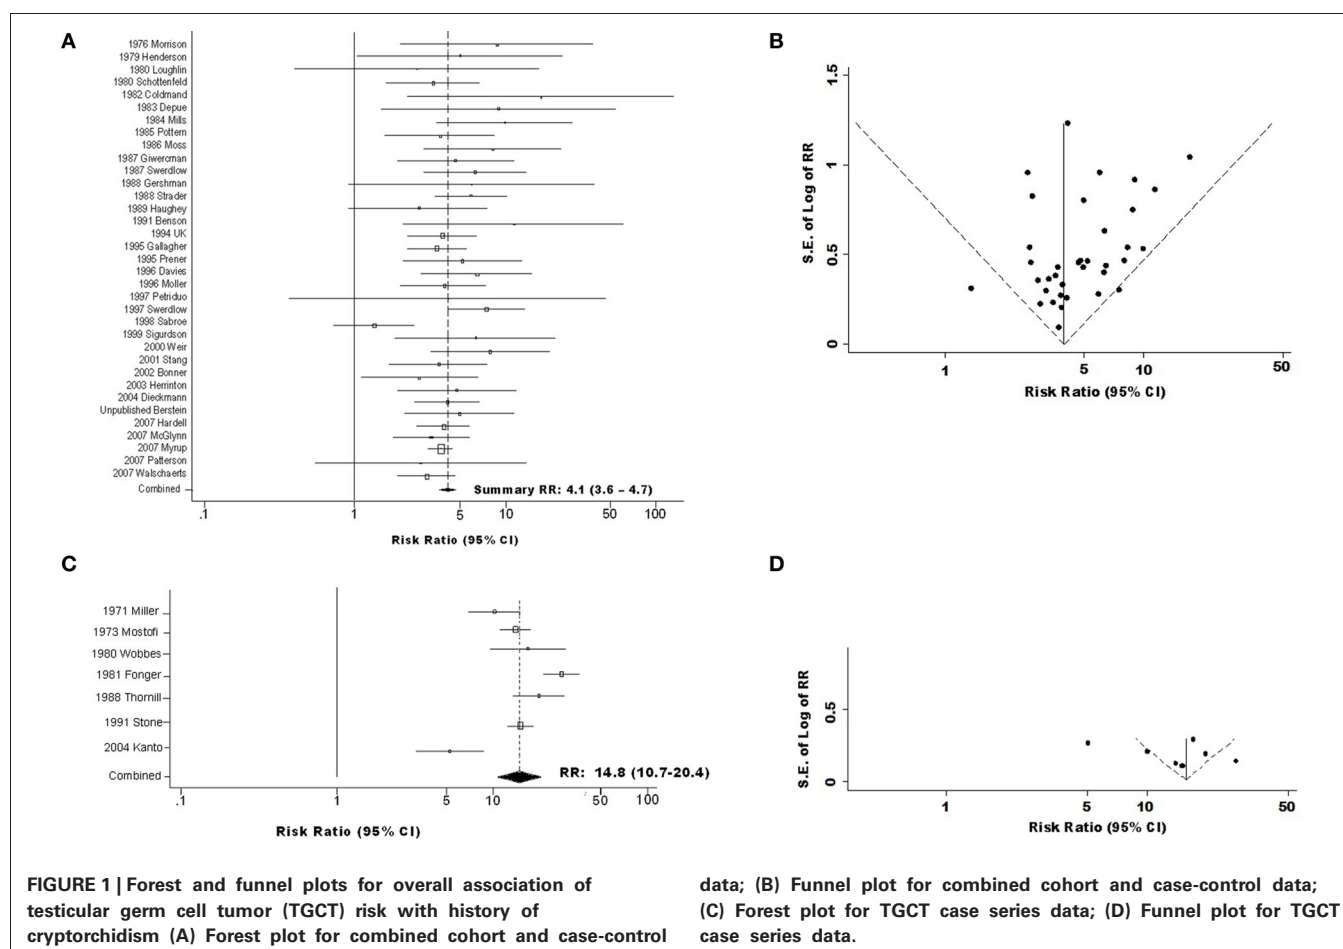 A
1976 Morrison
1979 Henderson
1980 Loughlin
1980 Schottenfeld
1982 Coldmand
1983 Depue
1984 Mills
1985 Pottern
1986 Moss
1987 Giwercman
1987 Swerdlow
1988 Gershman
1988 Strader
1989 Haughey
1991 Benson
1994 UK
1995 Gallagher
1995 Prener
1996 Davies
1996 Moller
1997 Petriduo
1997 Swerdlow
1998 Sabroe
1999 Sigurdson
2000 Weir
2001 Stang
2002 Bonner
2003 Herrinton
2004 Dieckmann
Unpublished Berstein
2007 Hardell
2007 McGlynn
2007 Myrup
2007 Patterson
2007 Walschaerts
Combined
Summary RR: 4.1 (3.6 – 4.7)
.1 1 5 10 50 100
Risk Ratio (95% CI)
B
S.E. of Log of RR
1.5
1
0.5
0
1 5 10 50
Risk Ratio (95% CI)
C
1971 Miller
1973 Mostofi
1980 Wobbes
1981 Fonger
1988 Thornill
1991 Stone
2004 Kanto
Combined
RR: 14.8 (10.7-20.4)
.1 1 5 10 50 100
Risk Ratio (95% CI)
D
S.E. of Log of RR
0.5
0
1 5 10 50
Risk Ratio (95% CI)
FIGURE 1 | Forest and funnel plots for overall association of
testicular germ cell tumor (TGCT) risk with history of
cryptorchidism (A) Forest plot for combined cohort and case-control
data; (B) Funnel plot for combined cohort and case-control data;
(C) Forest plot for TGCT case series data; (D) Funnel plot for TGCT
case series data.